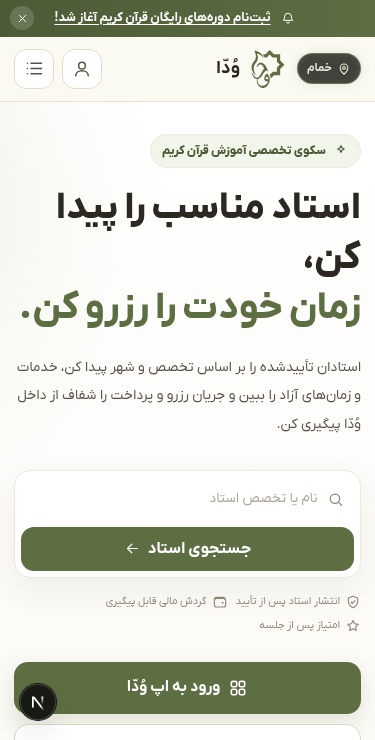 ثبت‌نام دوره‌های رایگان قرآن کریم آغاز شد!
خمام
وُدّا
سکوی تخصصی آموزش قرآن کریم
استاد مناسب را پیدا
کن،
زمان خودت را رزرو کن.
استادان تأییدشده را بر اساس تخصص و شهر پیدا کن، خدمات
و زمان‌های آزاد را ببین و جریان رزرو و پرداخت را شفاف از داخل
وُدّا پیگیری کن.
نام یا تخصص استاد
جستجوی استاد
انتشار استاد پس از تأیید
گردش مالی قابل پیگیری
امتیاز پس از جلسه
ورود به اپ وُدّا
N